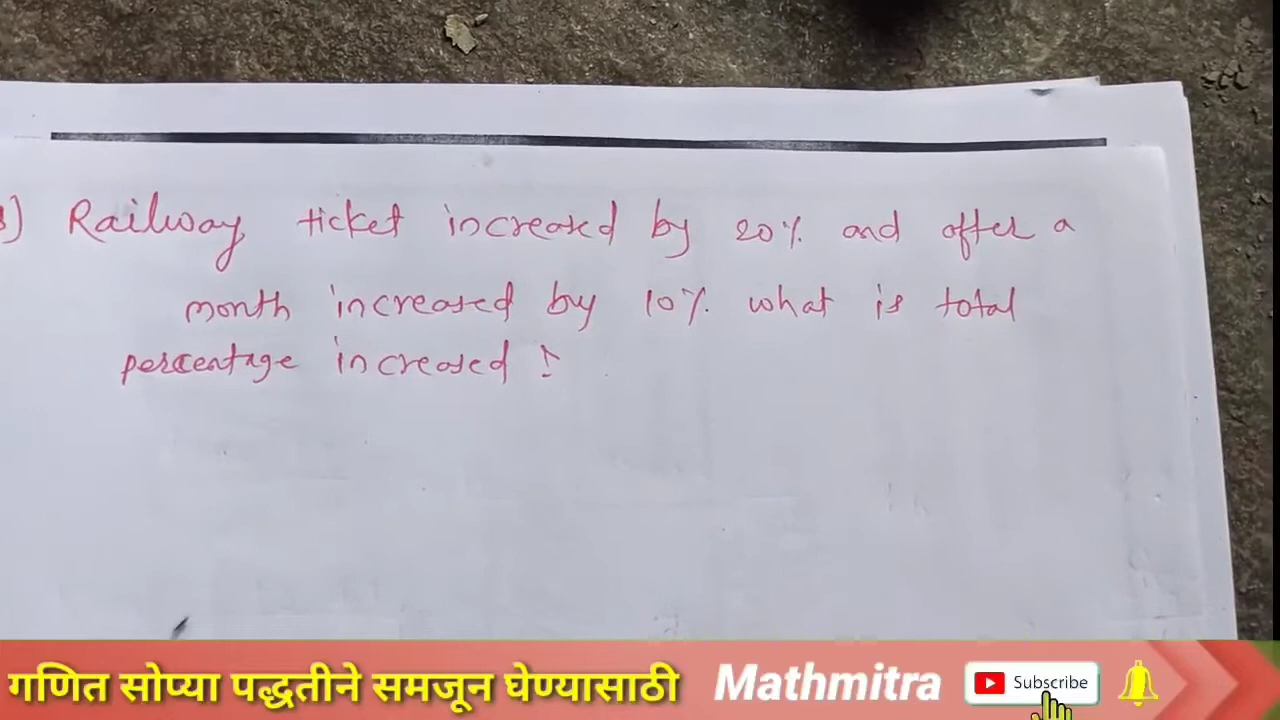 3) Railway ticket increased by 20% and after a
month increased by 10% what is total
percentage increased ?
गणित सोप्या पद्धतीने समजून घेण्यासाठी Mathmitra Subscribe